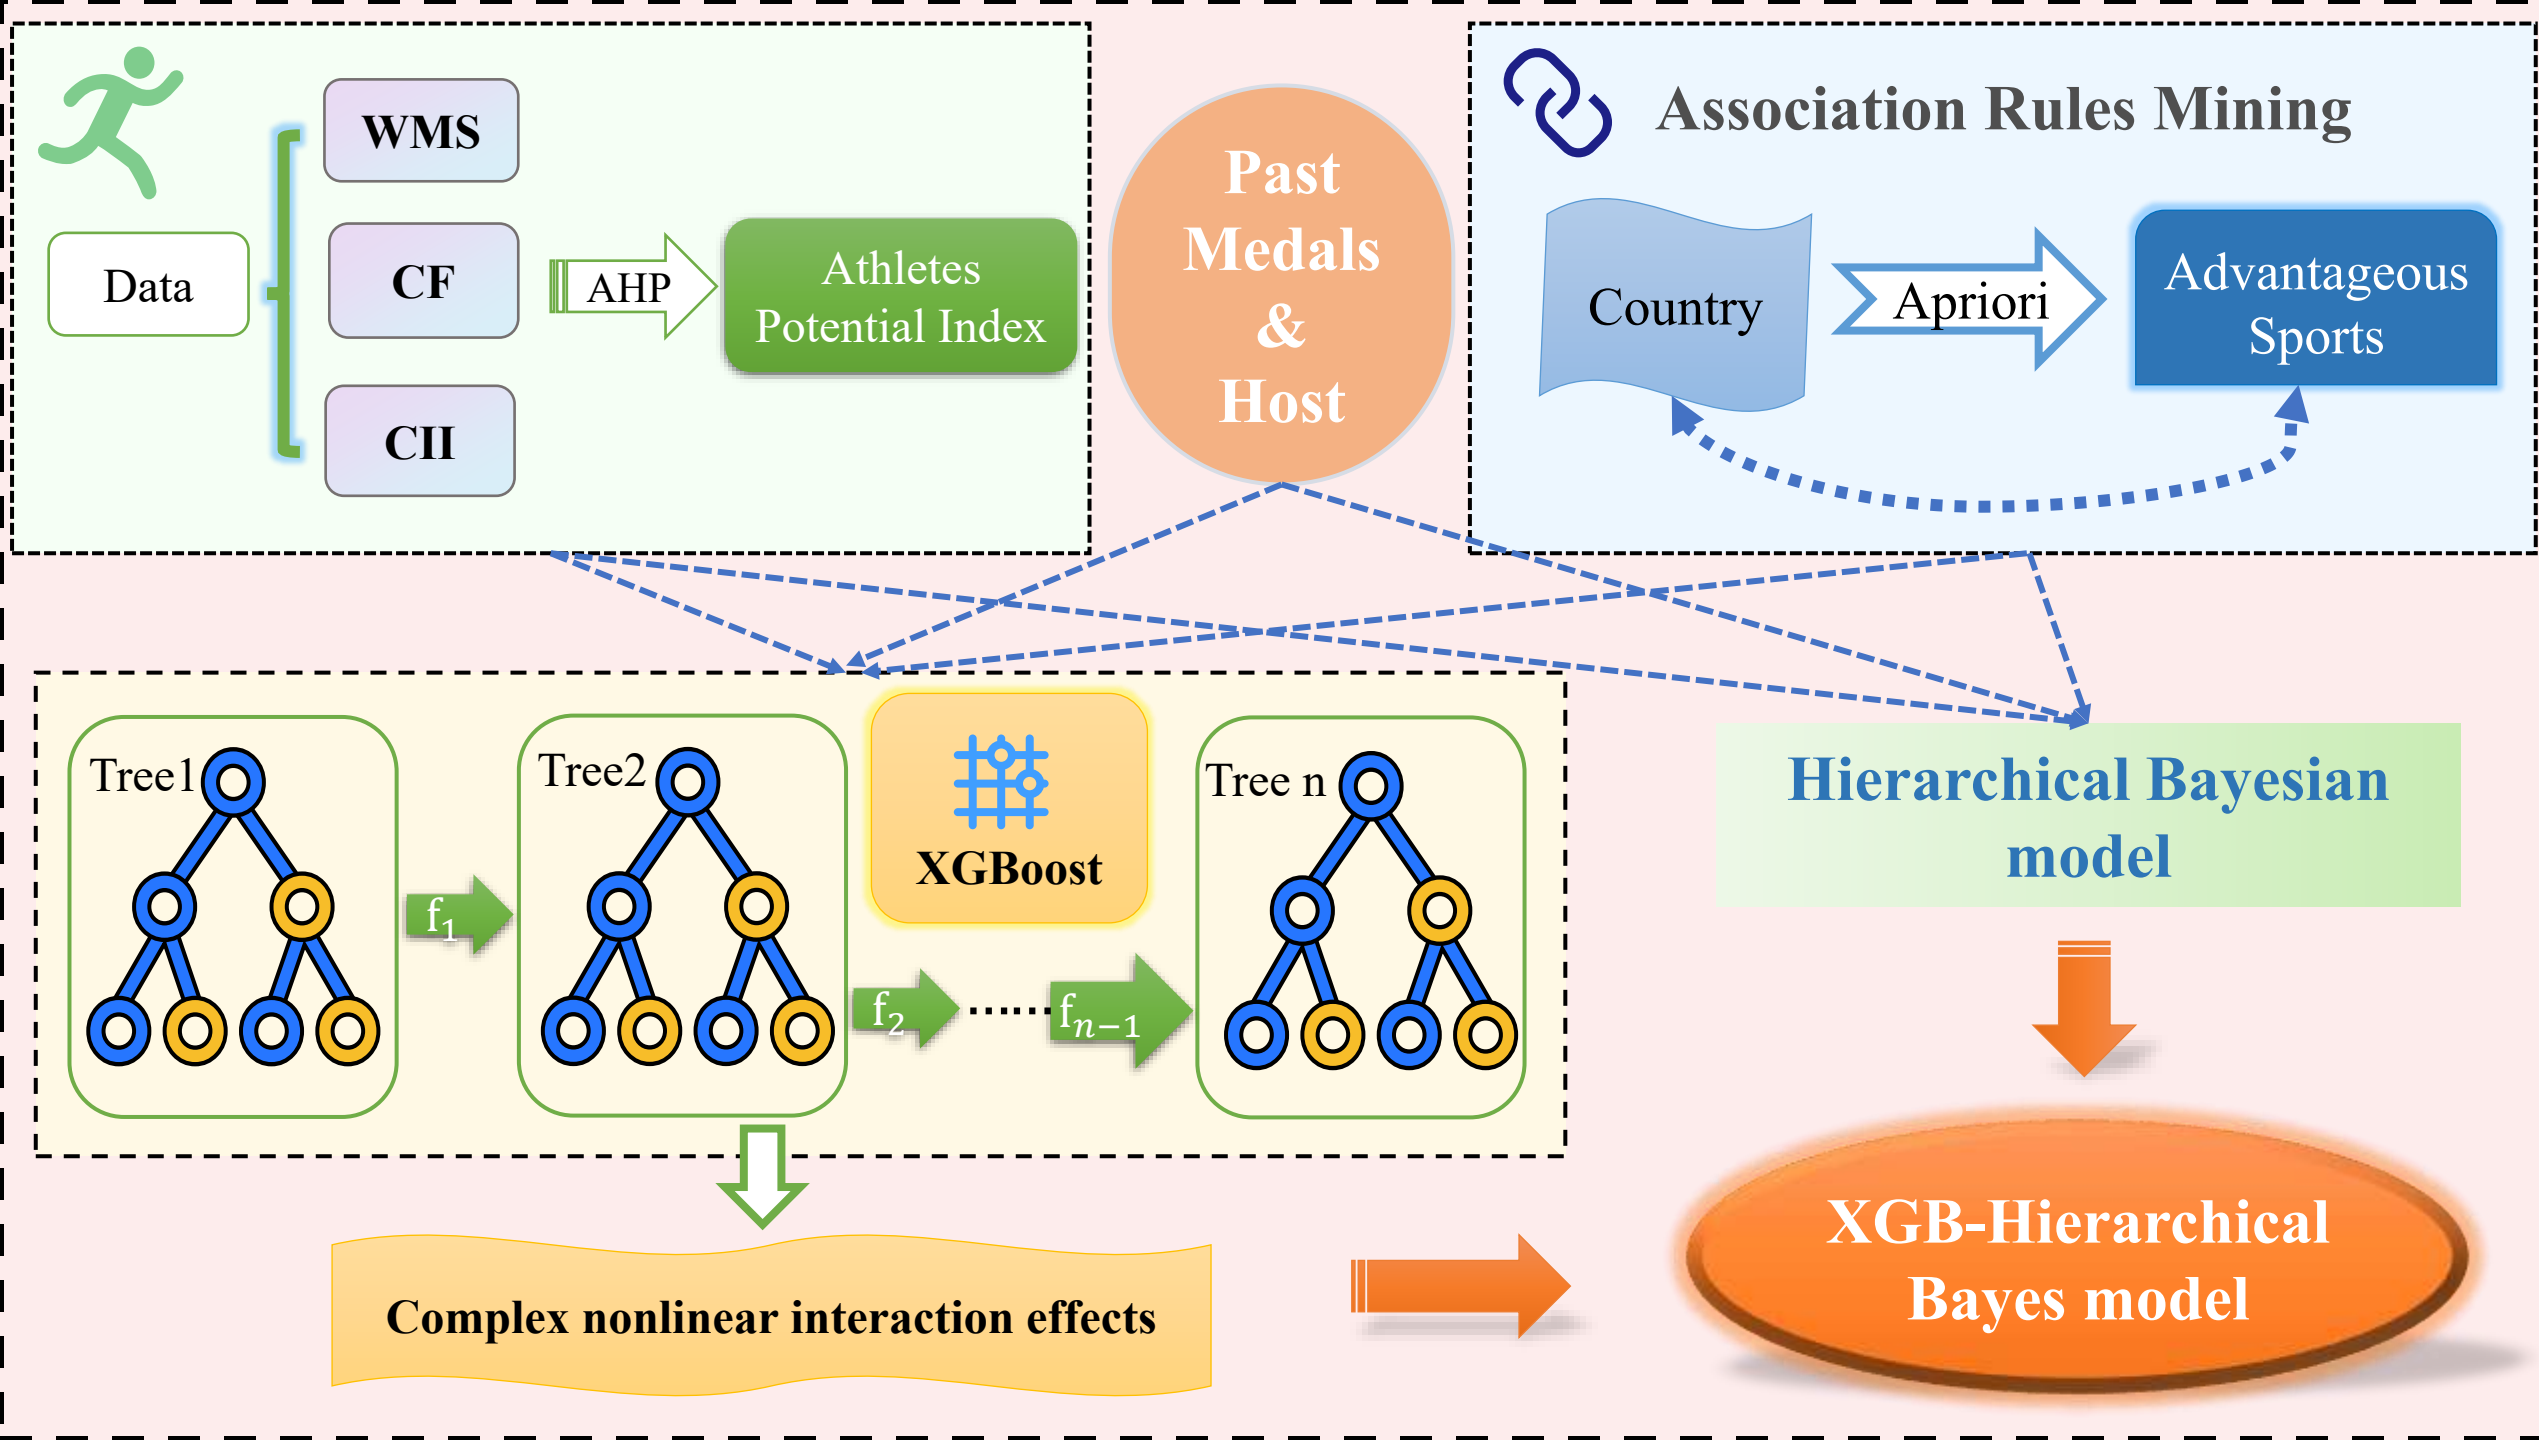 Data
WMS
CF
CII
AHP
Athletes
Potential Index
Past
Medals
&
Host
Association Rules Mining
Country
Apriori
Advantageous
Sports
Tree1
f1
Tree2
XGBoost
f2
......
fn−1
Tree n
Hierarchical Bayesian
model
Complex nonlinear interaction effects
XGB-Hierarchical
Bayes model